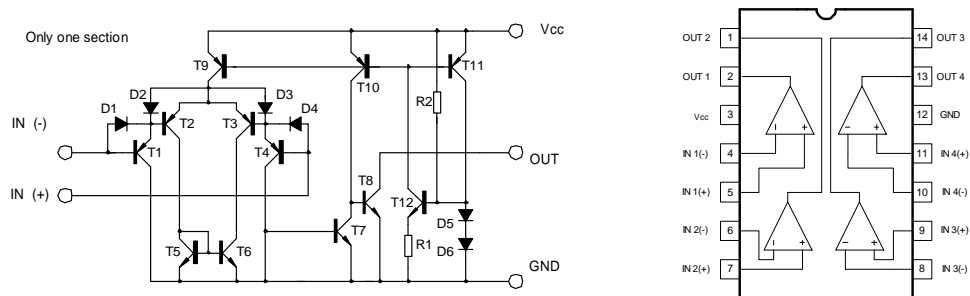 Only one section
Vcc
T9
T10
T11
D1
D2
D3
D4
R2
IN (-)
T2
T3
T1
T4
OUT
IN (+)
T8
T12
T7
D5
R1
D6
T5
T6
GND
OUT 2 1 14 OUT 3
OUT 1 2 13 OUT 4
Vcc 3 12 GND
IN 1(-) 4 11 IN 4(+)
IN 1(+) 5 10 IN 4(-)
IN 2(-) 6 9 IN 3(+)
IN 2(+) 7 8 IN 3(-)